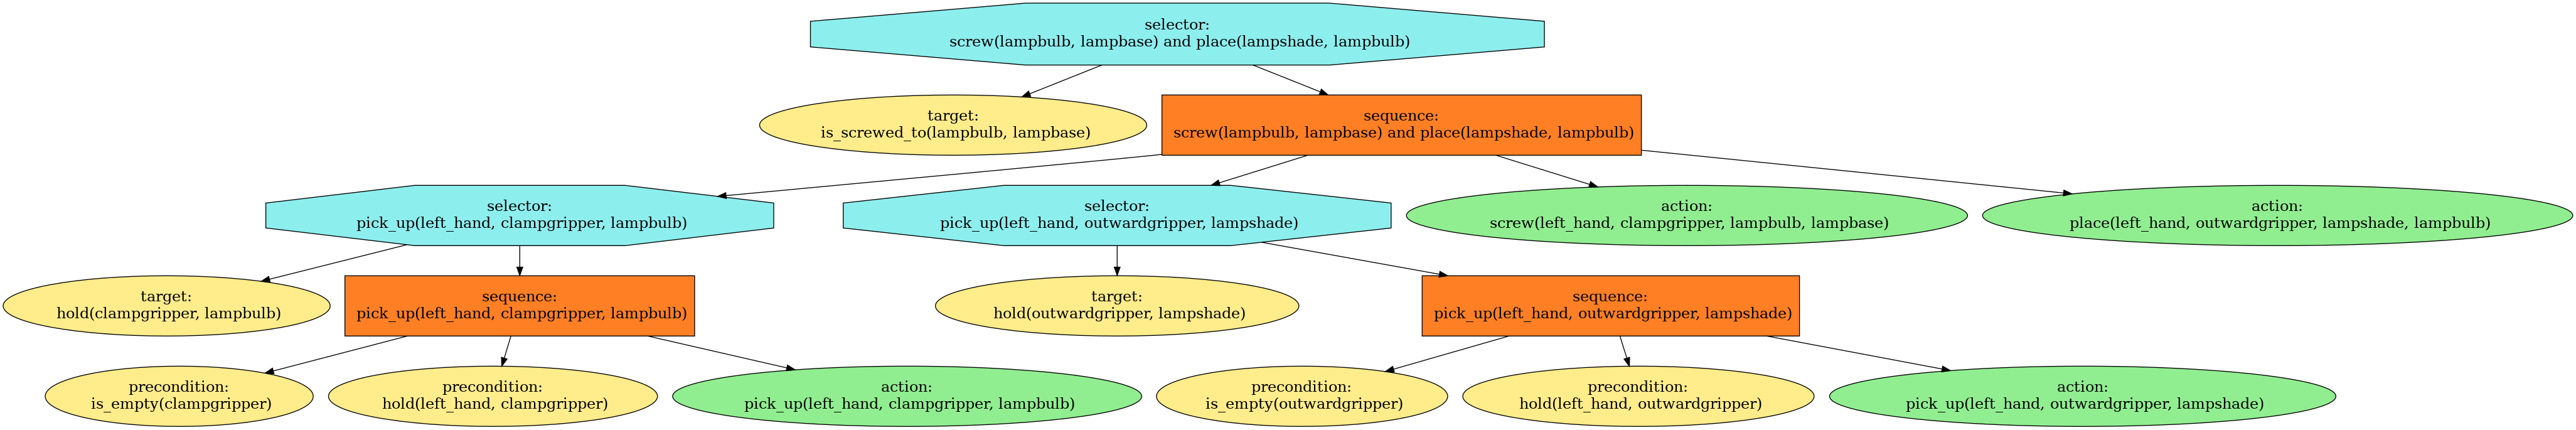 selector:
screw(lampbulb, lampbase) and place(lampshade, lampbulb)
target:
is_screwed_to(lampbulb, lampbase)
sequence:
screw(lampbulb, lampbase) and place(lampshade, lampbulb)
selector:
pick_up(left_hand, clampgripper, lampbulb)
selector:
pick_up(left_hand, outwardgripper, lampshade)
action:
screw(left_hand, clampgripper, lampbulb, lampbase)
action:
place(left_hand, outwardgripper, lampshade, lampbulb)
target:
hold(clampgripper, lampbulb)
sequence:
pick_up(left_hand, clampgripper, lampbulb)
target:
hold(outwardgripper, lampshade)
sequence:
pick_up(left_hand, outwardgripper, lampshade)
precondition:
is_empty(clampgripper)
precondition:
hold(left_hand, clampgripper)
action:
pick_up(left_hand, clampgripper, lampbulb)
precondition:
is_empty(outwardgripper)
precondition:
hold(left_hand, outwardgripper)
action:
pick_up(left_hand, outwardgripper, lampshade)